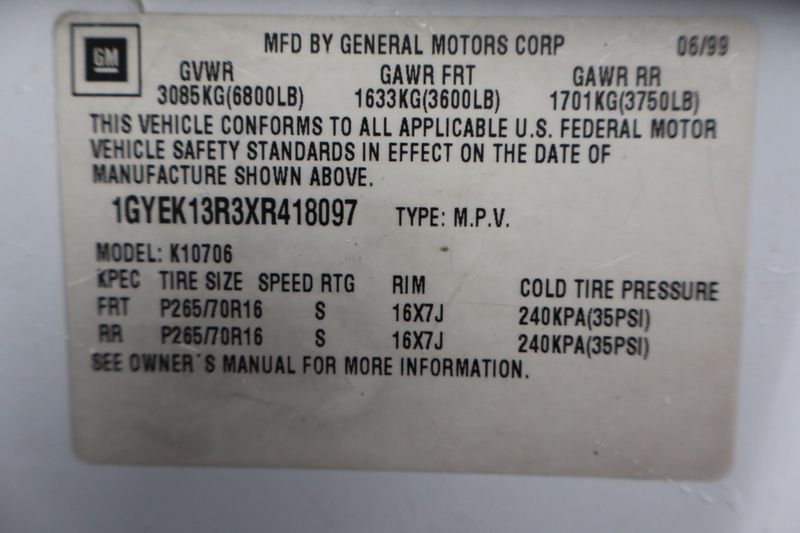 GM
MFD BY GENERAL MOTORS CORP 06/99
GVWR GAWR FRT GAWR RR
3085KG(6800LB) 1633KG(3600LB) 1701KG(3750LB)
THIS VEHICLE CONFORMS TO ALL APPLICABLE U.S. FEDERAL MOTOR
VEHICLE SAFETY STANDARDS IN EFFECT ON THE DATE OF
MANUFACTURE SHOWN ABOVE.
1GYEK13R3XR418097 TYPE: M.P.V.
MODEL: K10706
KPEC TIRE SIZE SPEED RTG RIM COLD TIRE PRESSURE
FRT P265/70R16 S 16X7J 240KPA(35PSI)
RR P265/70R16 S 16X7J 240KPA(35PSI)
SEE OWNER´S MANUAL FOR MORE INFORMATION.